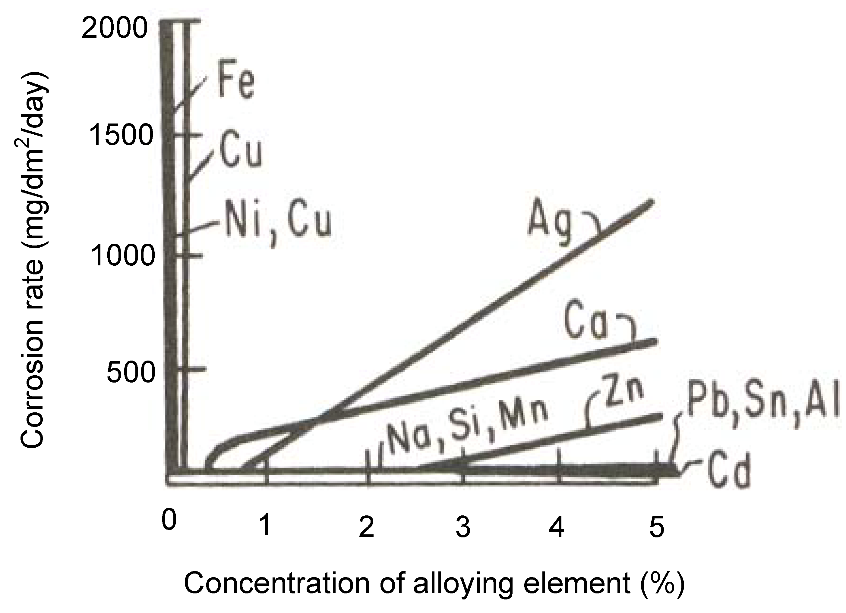 2000
1500
1000
500
Corrosion rate (mg/dm²/day)
Fe
Cu
Ni, Cu
Ag
Ca
Na, Si, Mn
Zn
Pb, Sn, Al
Cd
0 1 2 3 4 5
Concentration of alloying element (%)